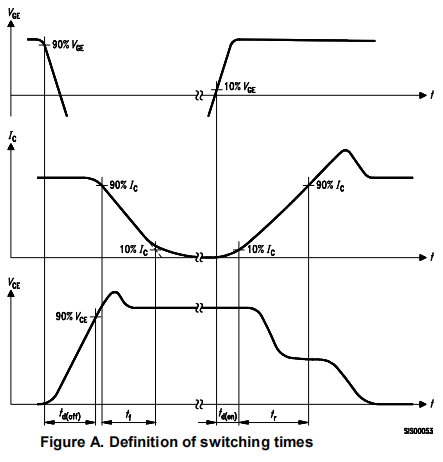 V_GE
90% V_GE
10% V_GE
t
I_C
90% I_C
90% I_C
10% I_C
10% I_C
t
V_CE
90% V_CE
t
t_d(off)
t_f
t_d(on)
t_r
SIS00053
Figure A. Definition of switching times